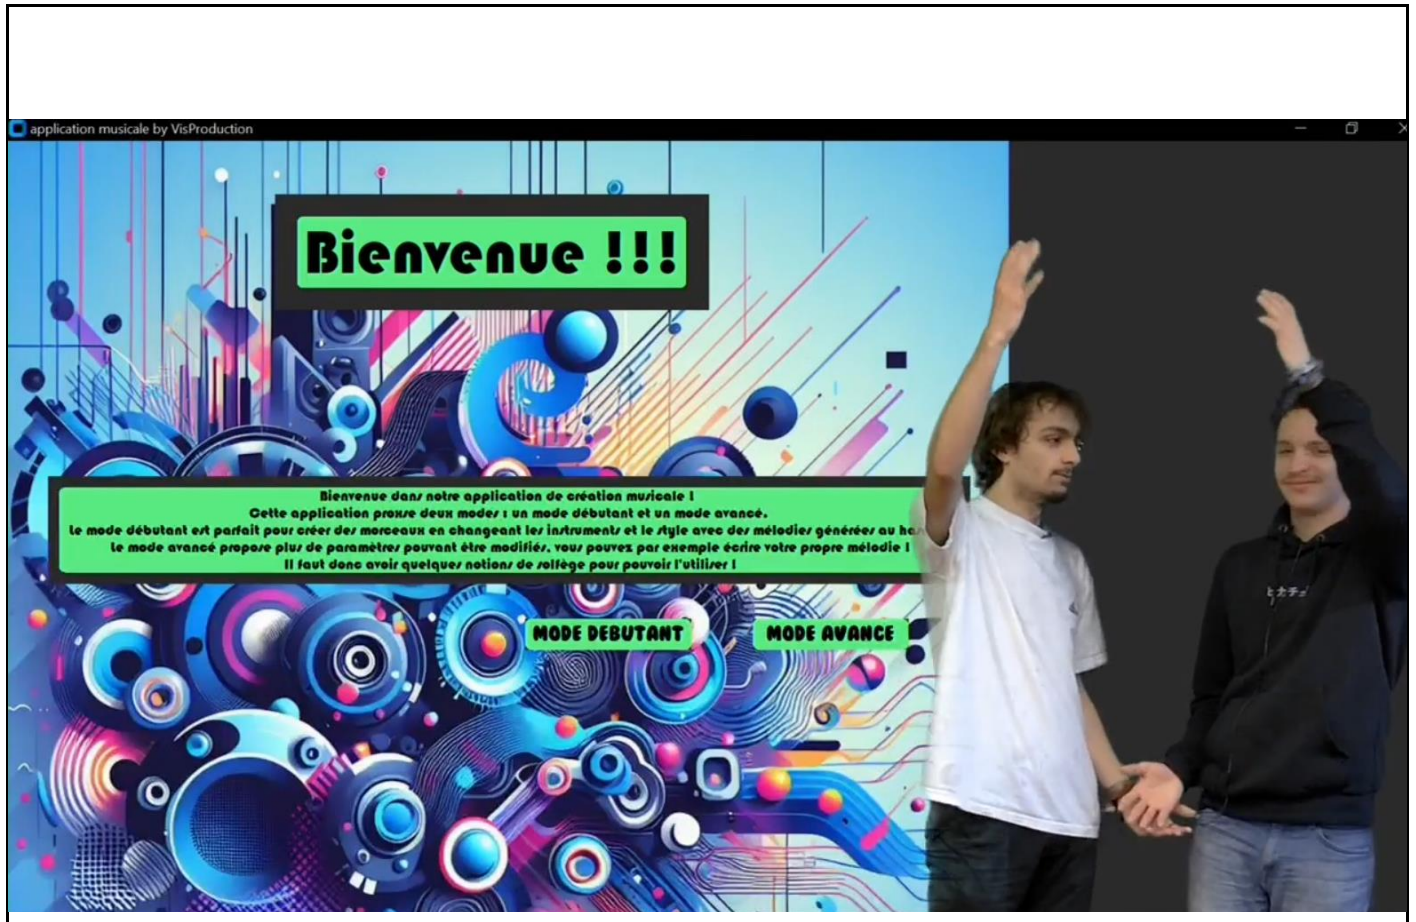 application musicale by VisProduction
Bienvenue !!!
Bienvenue dans notre application de création musicale !
Cette application proxse deux modes : un mode débutant et un mode avancé.
Le mode débutant est parfait pour créer des morceaux en changeant les instruments et le style avec des mélodies générées au
Le mode avancé propose plus de paramètres pouvant être modifiés, vous pouvez par exemple écrire votre propre mélodie !
Il faut donc avoir quelques notions de solfège pour pouvoir l'utiliser !
MODE DEBUTANT MODE AVANCE